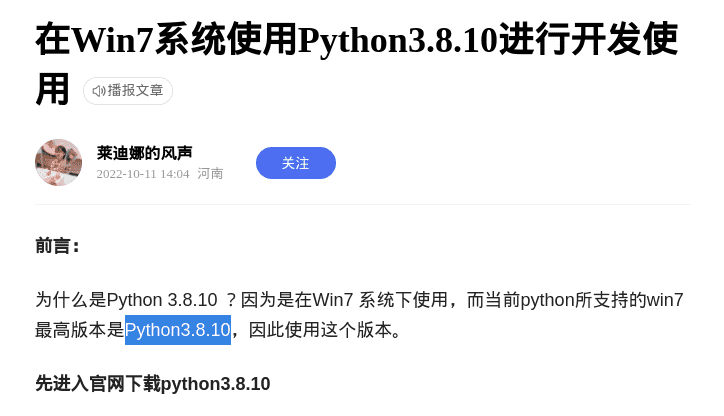 在Win7系统使用Python3.8.10进行开发使
用 播报文章
莱迪娜的风声
关注
2022-10-11 14:04 河南
前言：
为什么是Python 3.8.10 ？因为是在Win7 系统下使用，而当前python所支持的win7
最高版本是Python3.8.10，因此使用这个版本。
先进入官网下载python3.8.10